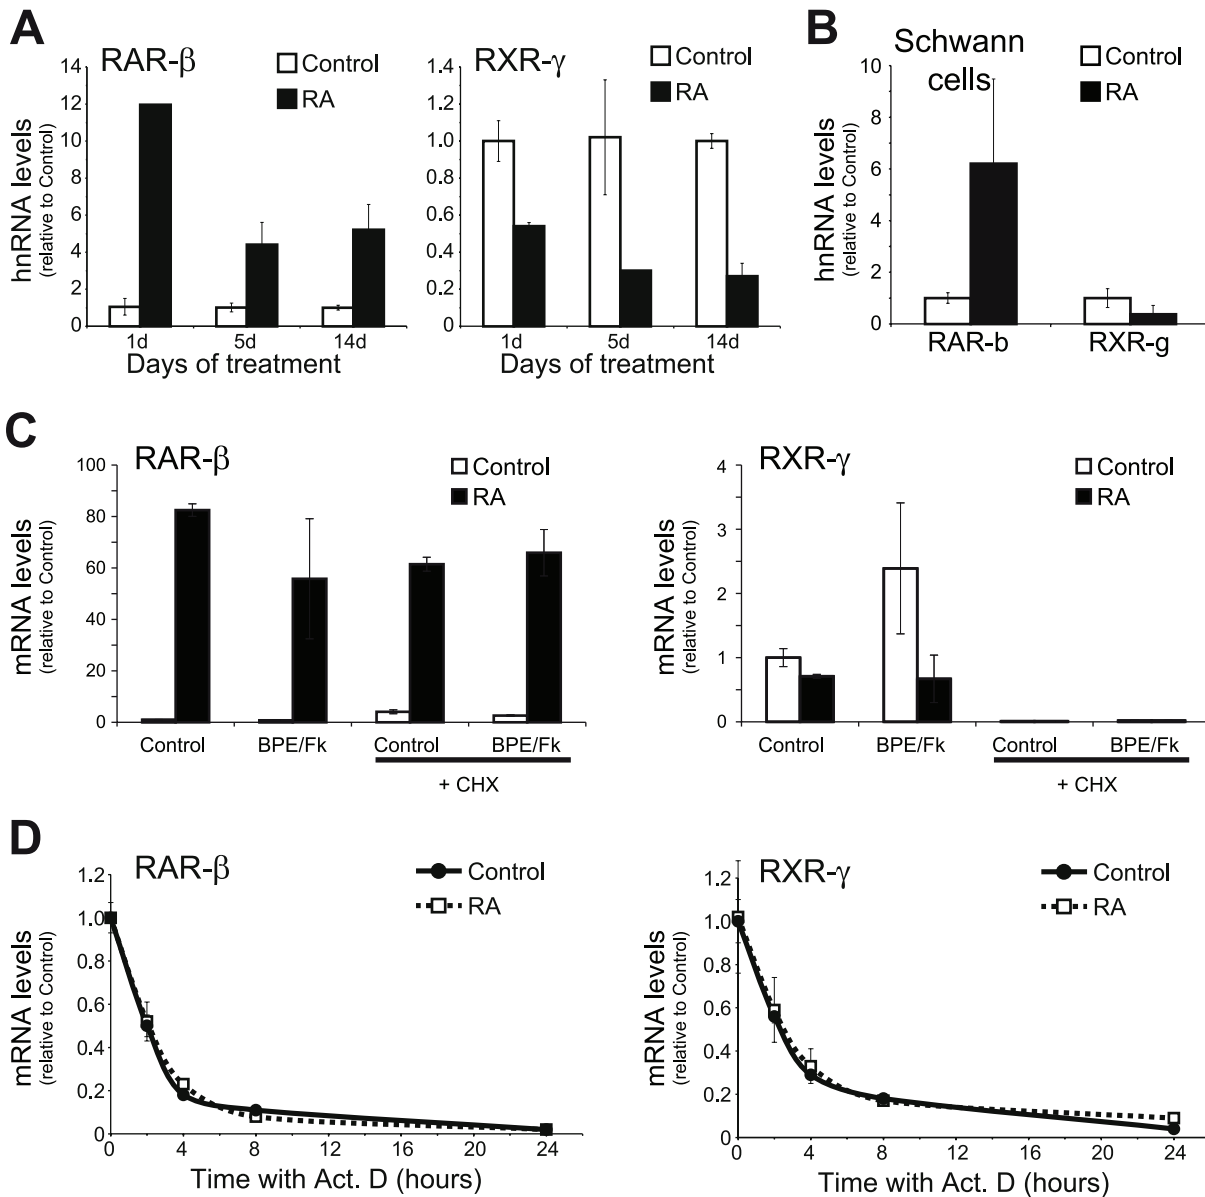 A
RAR-β
Control
RA
hnRNA levels
(relative to Control)
14
12
10
8
6
4
2
0
1d
5d
14d
Days of treatment
RXR-γ
Control
RA
1.4
1.2
1.0
0.8
0.6
0.4
0.2
0
1d
5d
14d
Days of treatment
B
Schwann
cells
Control
RA
hnRNA levels
(relative to Control)
10
8
6
4
2
0
RAR-b
RXR-g
C
RAR-β
Control
RA
mRNA levels
(relative to Control)
100
80
60
40
20
0
Control
BPE/Fk
Control
BPE/Fk
+ CHX
RXR-γ
Control
RA
mRNA levels
(relative to Control)
4
3
2
1
0
Control
BPE/Fk
Control
BPE/Fk
+ CHX
D
RAR-β
Control
RA
mRNA levels
(relative to Control)
1.2
1.0
0.8
0.6
0.4
0.2
0
0 4 8 12 16 20 24
Time with Act. D (hours)
RXR-γ
Control
RA
mRNA levels
(relative to Control)
1.2
1.0
0.8
0.6
0.4
0.2
0
0 4 8 12 16 20 24
Time with Act. D (hours)